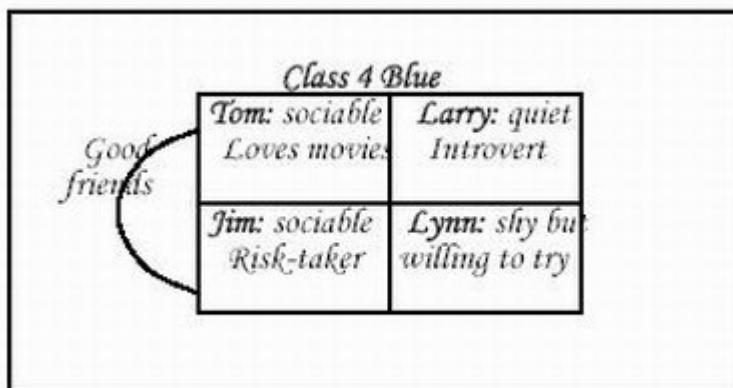 Class 4 Blue
Tom: sociable
Loves movies
Larry: quiet
Introvert
Good
friends
Jim: sociable
Risk-taker
Lynn: shy but
willing to try